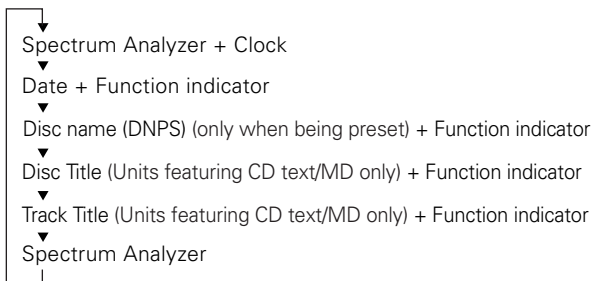 Spectrum Analyzer + Clock
Date + Function indicator
Disc name (DNPS) (only when being preset) + Function indicator
Disc Title (Units featuring CD text/MD only) + Function indicator
Track Title (Units featuring CD text/MD only) + Function indicator
Spectrum Analyzer